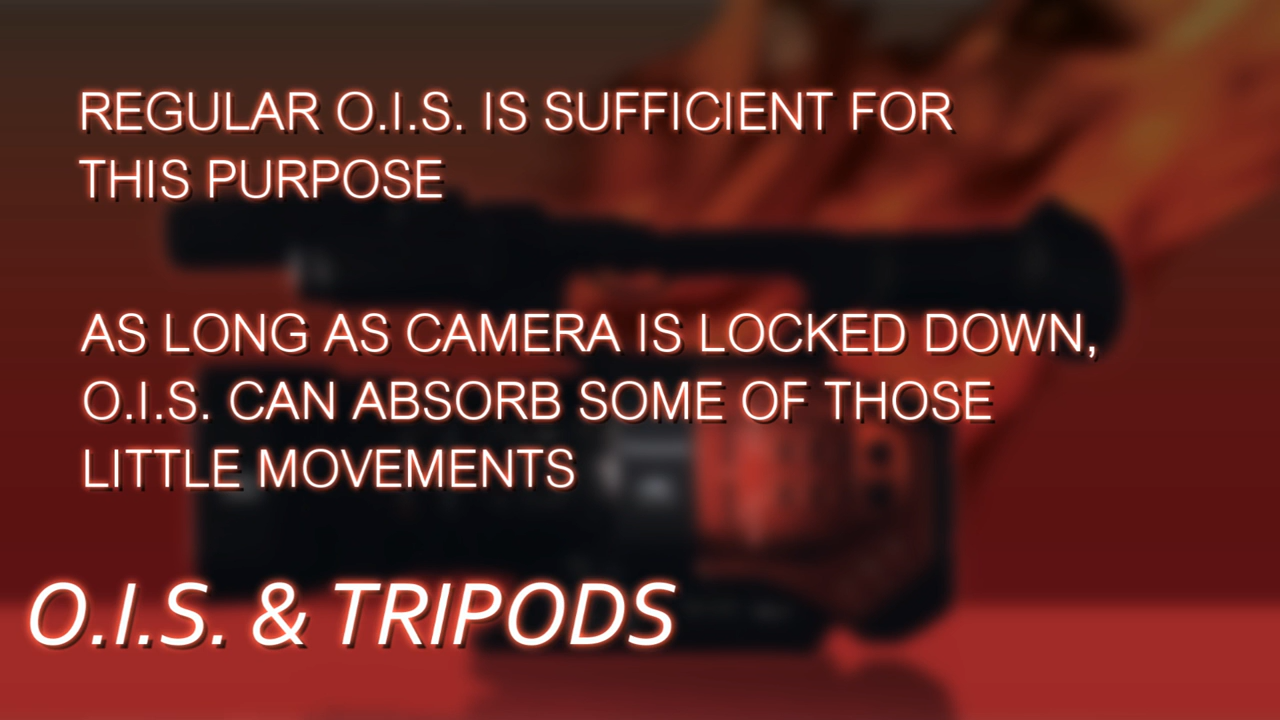 REGULAR O.I.S. IS SUFFICIENT FOR
THIS PURPOSE
AS LONG AS CAMERA IS LOCKED DOWN,
O.I.S. CAN ABSORB SOME OF THOSE
LITTLE MOVEMENTS
O.I.S. & TRIPODS